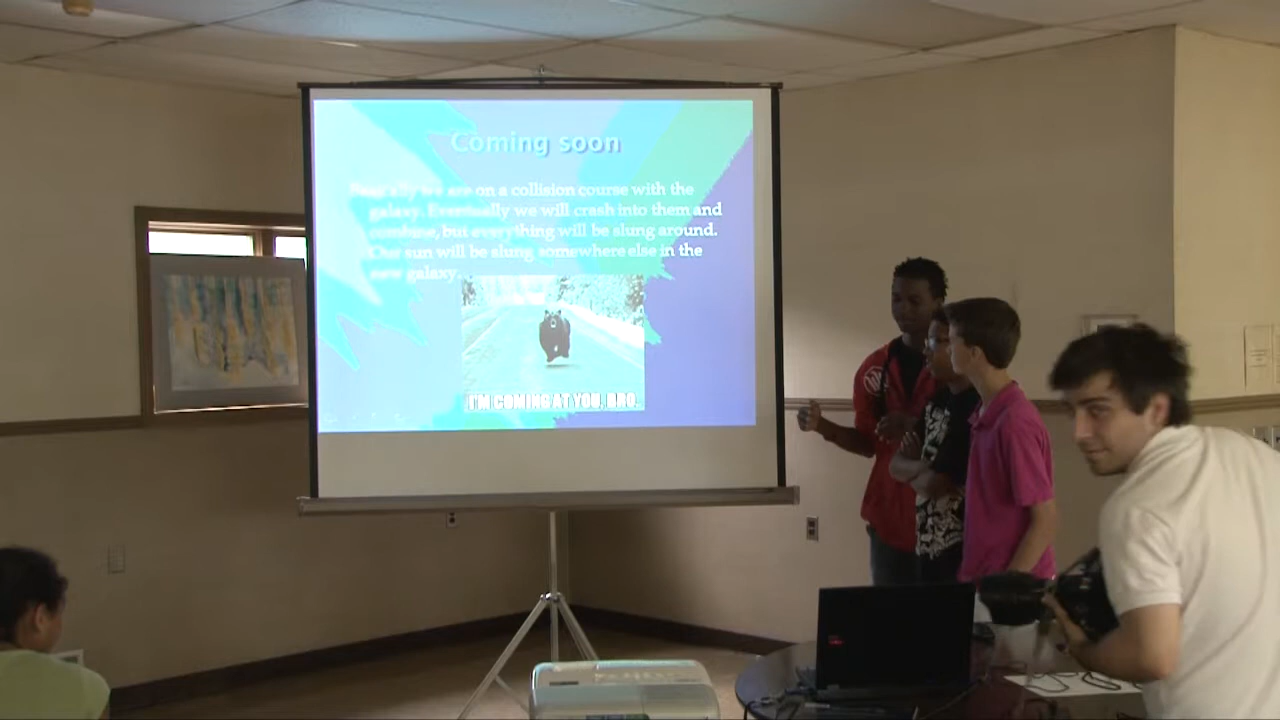 Coming soon
we are on a collision course with the
galaxy. Eventually we will crash into them and
combine, but everything will be slung around.
Our sun will be slung somewhere else in the
new galaxy.
I'M COMING AT YOU, BRO.